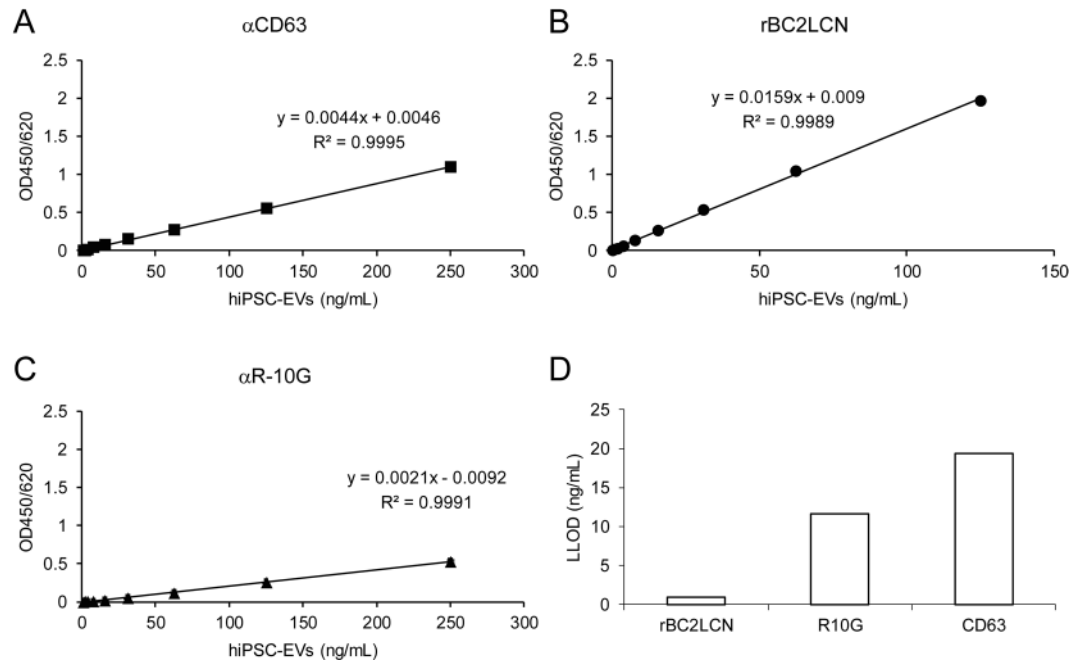 A
αCD63
2.5
2
1.5
1
0.5
0
OD450/620
y = 0.0044x + 0.0046
R² = 0.9995
0 50 100 150 200 250 300
hiPSC-EVs (ng/mL)
B
rBC2LCN
2.5
2
1.5
1
0.5
0
OD450/620
y = 0.0159x + 0.009
R² = 0.9989
0 50 100 150
hiPSC-EVs (ng/mL)
C
αR-10G
2.5
2
1.5
1
0.5
0
OD450/620
y = 0.0021x - 0.0092
R² = 0.9991
0 50 100 150 200 250 300
hiPSC-EVs (ng/mL)
D
25
20
15
10
5
0
LLOD (ng/mL)
rBC2LCN R10G CD63